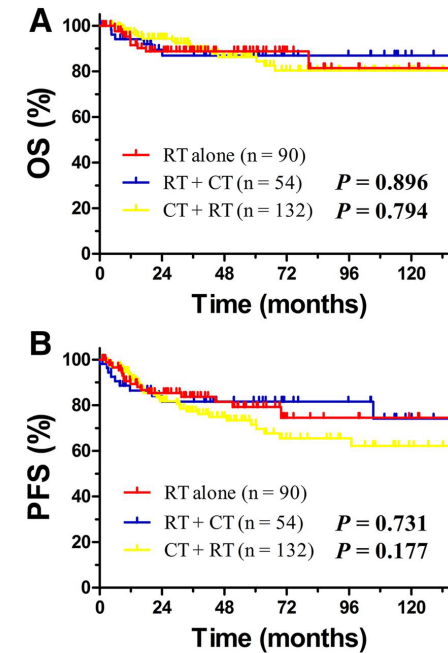 A
OS (%)
100
80
60
40
20
0
RT alone (n = 90)
RT + CT (n = 54) P = 0.896
CT + RT (n = 132) P = 0.794
0 24 48 72 96 120
Time (months)
B
PFS (%)
100
80
60
40
20
0
RT alone (n = 90)
RT + CT (n = 54) P = 0.731
CT + RT (n = 132) P = 0.177
0 24 48 72 96 120
Time (months)